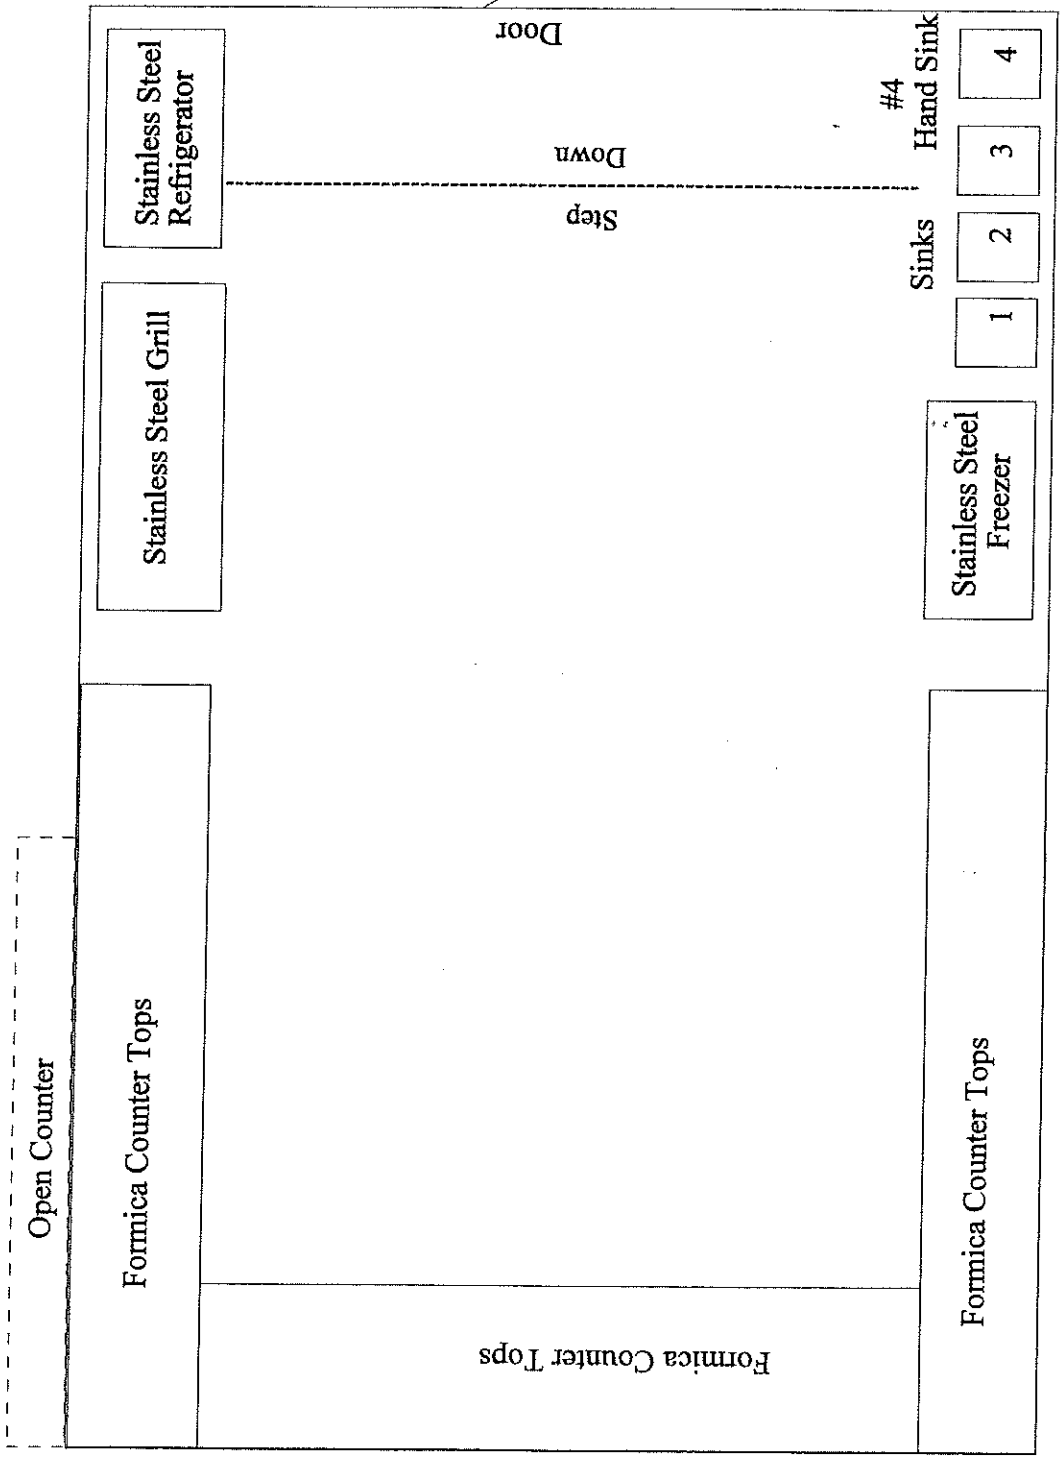 Open Counter
Formica Counter Tops
Stainless Steel Grill
Stainless Steel
Refrigerator
Formica Counter Tops
Step
Down
Door
Formica Counter Tops
Stainless Steel
Freezer
Sinks
#4
Hand Sink
1
2
3
4